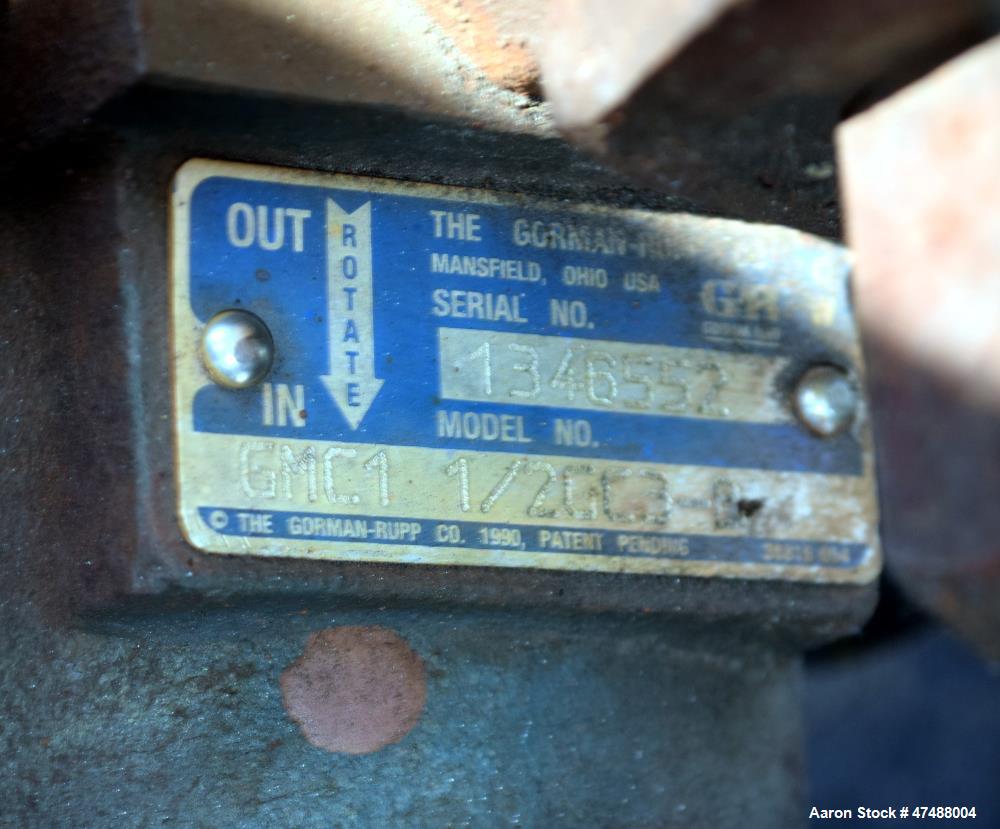 OUT
ROTATE
IN
THE GORMAN-
MANSFIELD, OHIO USA
SERIAL NO.
1346552
MODEL NO.
GMC1 1/2GC3-B
© THE GORMAN-RUPP CO. 1990, PATENT PENDING
Aaron Stock # 47488004